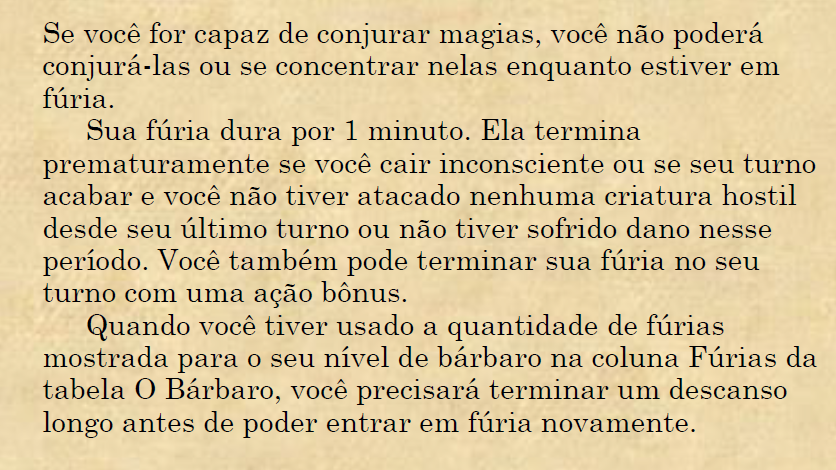 Se você for capaz de conjurar magias, você não poderá
conjurá-las ou se concentrar nelas enquanto estiver em
fúria.
Sua fúria dura por 1 minuto. Ela termina
prematuramente se você cair inconsciente ou se seu turno
acabar e você não tiver atacado nenhuma criatura hostil
desde seu último turno ou não tiver sofrido dano nesse
período. Você também pode terminar sua fúria no seu
turno com uma ação bônus.
Quando você tiver usado a quantidade de fúrias
mostrada para o seu nível de bárbaro na coluna Fúrias da
tabela O Bárbaro, você precisará terminar um descanso
longo antes de poder entrar em fúria novamente.